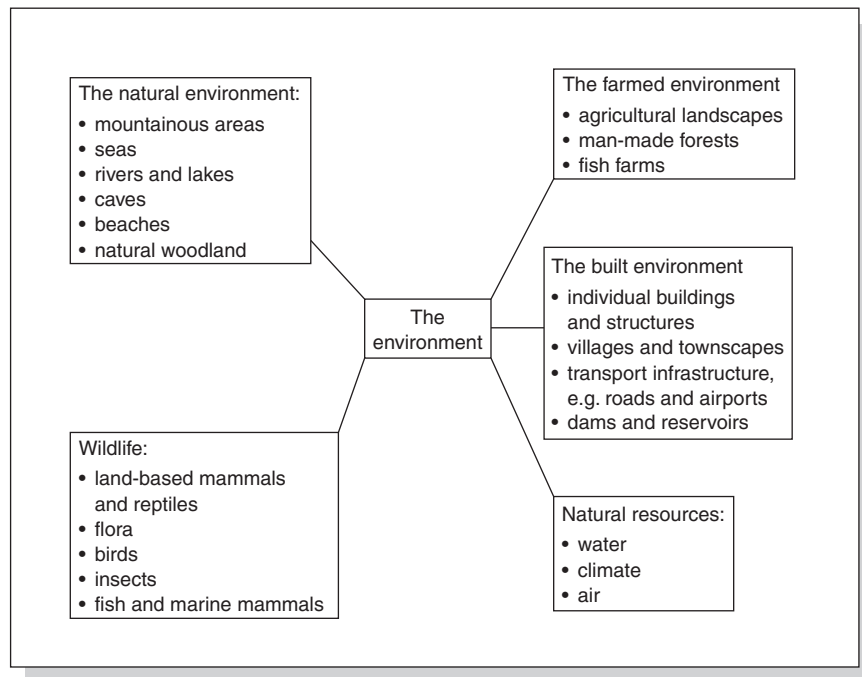 The natural environment:
• mountainous areas
• seas
• rivers and lakes
• caves
• beaches
• natural woodland
The farmed environment
• agricultural landscapes
• man-made forests
• fish farms
The built environment
• individual buildings
and structures
• villages and townscapes
• transport infrastructure,
e.g. roads and airports
• dams and reservoirs
The
environment
Wildlife:
• land-based mammals
and reptiles
• flora
• birds
• insects
• fish and marine mammals
Natural resources:
• water
• climate
• air